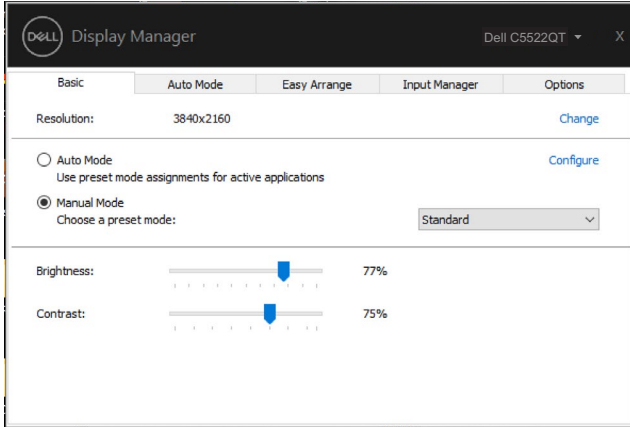 DELL Display Manager Dell C5522QT X
Basic Auto Mode Easy Arrange Input Manager Options
Resolution: 3840x2160 Change
Auto Mode Configure
Use preset mode assignments for active applications
Manual Mode
Choose a preset mode: Standard
Brightness: 77%
Contrast: 75%